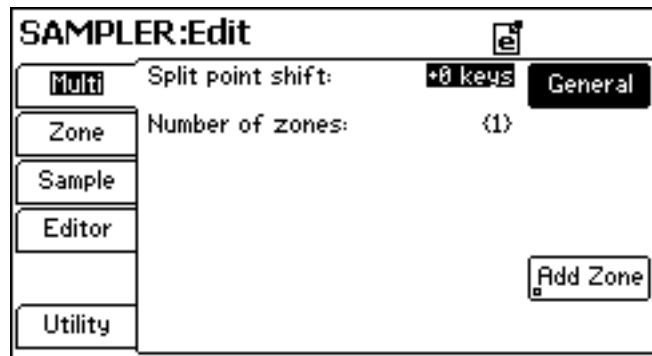 SAMPLER:Edit
e
Multi
Split point shift: +0 keys
General
Zone
Number of zones: (1)
Sample
Editor
Add Zone
Utility